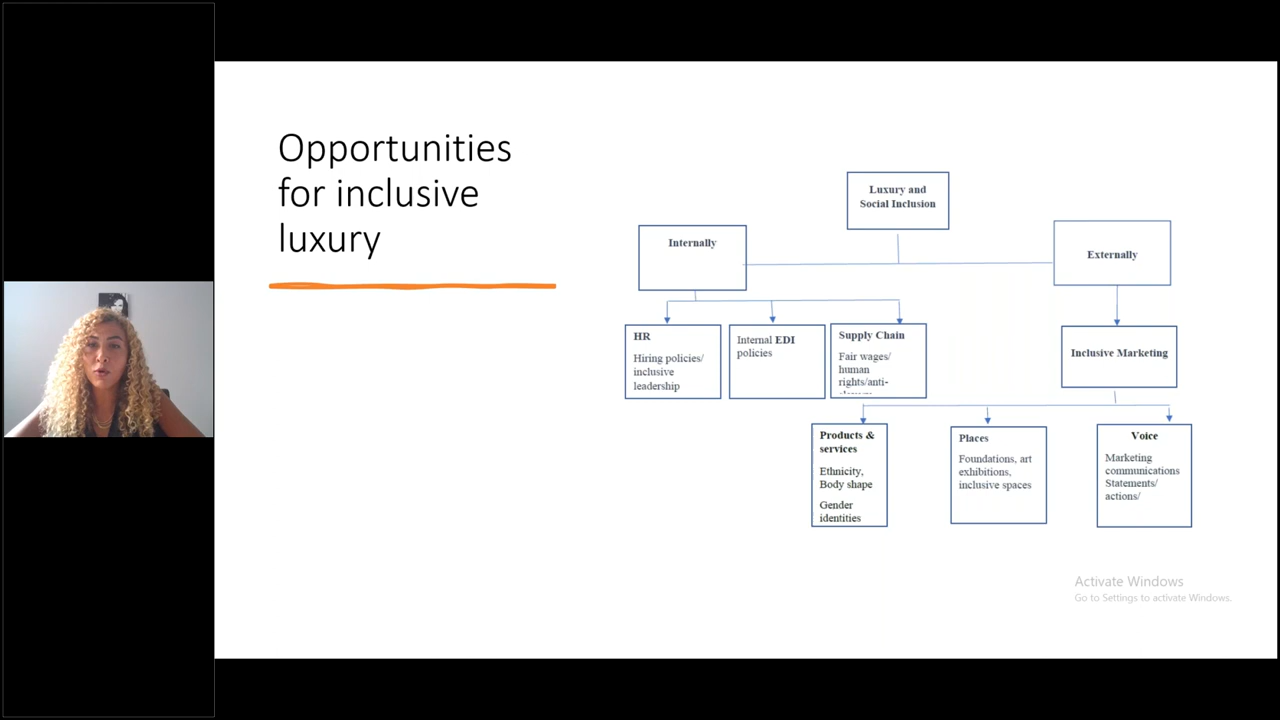 Opportunities
for inclusive
luxury
Luxury and
Social Inclusion
Internally
Externally
HR
Hiring policies/
inclusive
leadership
Internal EDI
policies
Supply Chain
Fair wages/
human
rights/anti-
Inclusive Marketing
Products &
services
Ethnicity,
Body shape
Gender
identities
Places
Foundations, art
exhibitions,
inclusive spaces
Voice
Marketing
communications
Statements/
actions/
Activate Windows
Go to Settings to activate Windows.